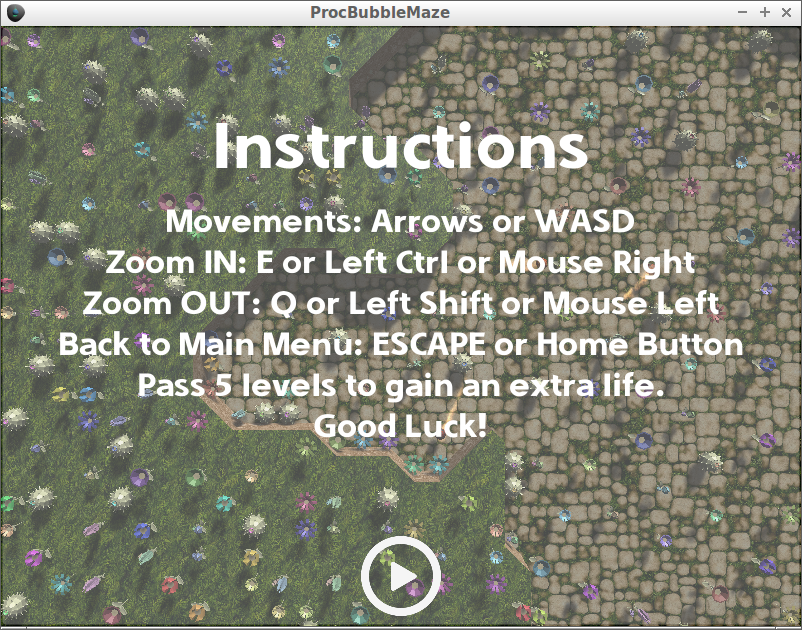 ProcBubbleMaze
Instructions
Movements: Arrows or WASD
Zoom IN: E or Left Ctrl or Mouse Right
Zoom OUT: Q or Left Shift or Mouse Left
Back to Main Menu: ESCAPE or Home Button
Pass 5 levels to gain an extra life.
Good Luck!